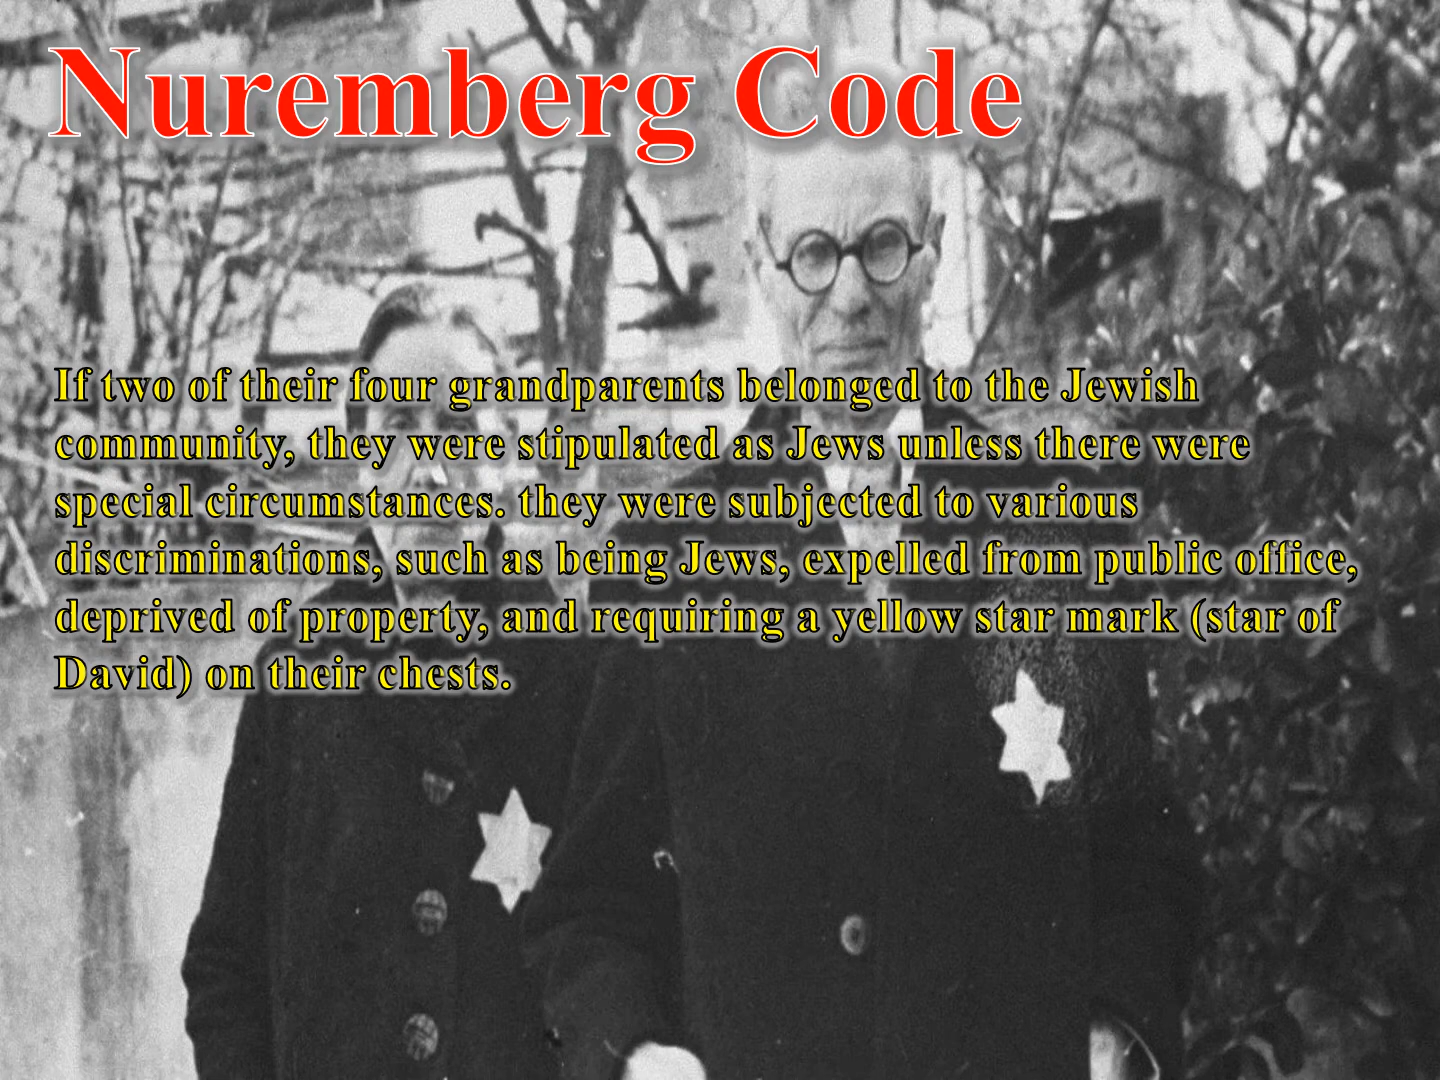 Nuremberg Code
If two of their four grandparents belonged to the Jewish
community, they were stipulated as Jews unless there were
special circumstances. they were subjected to various
discriminations, such as being Jews, expelled from public office,
deprived of property, and requiring a yellow star mark (star of
David) on their chests.